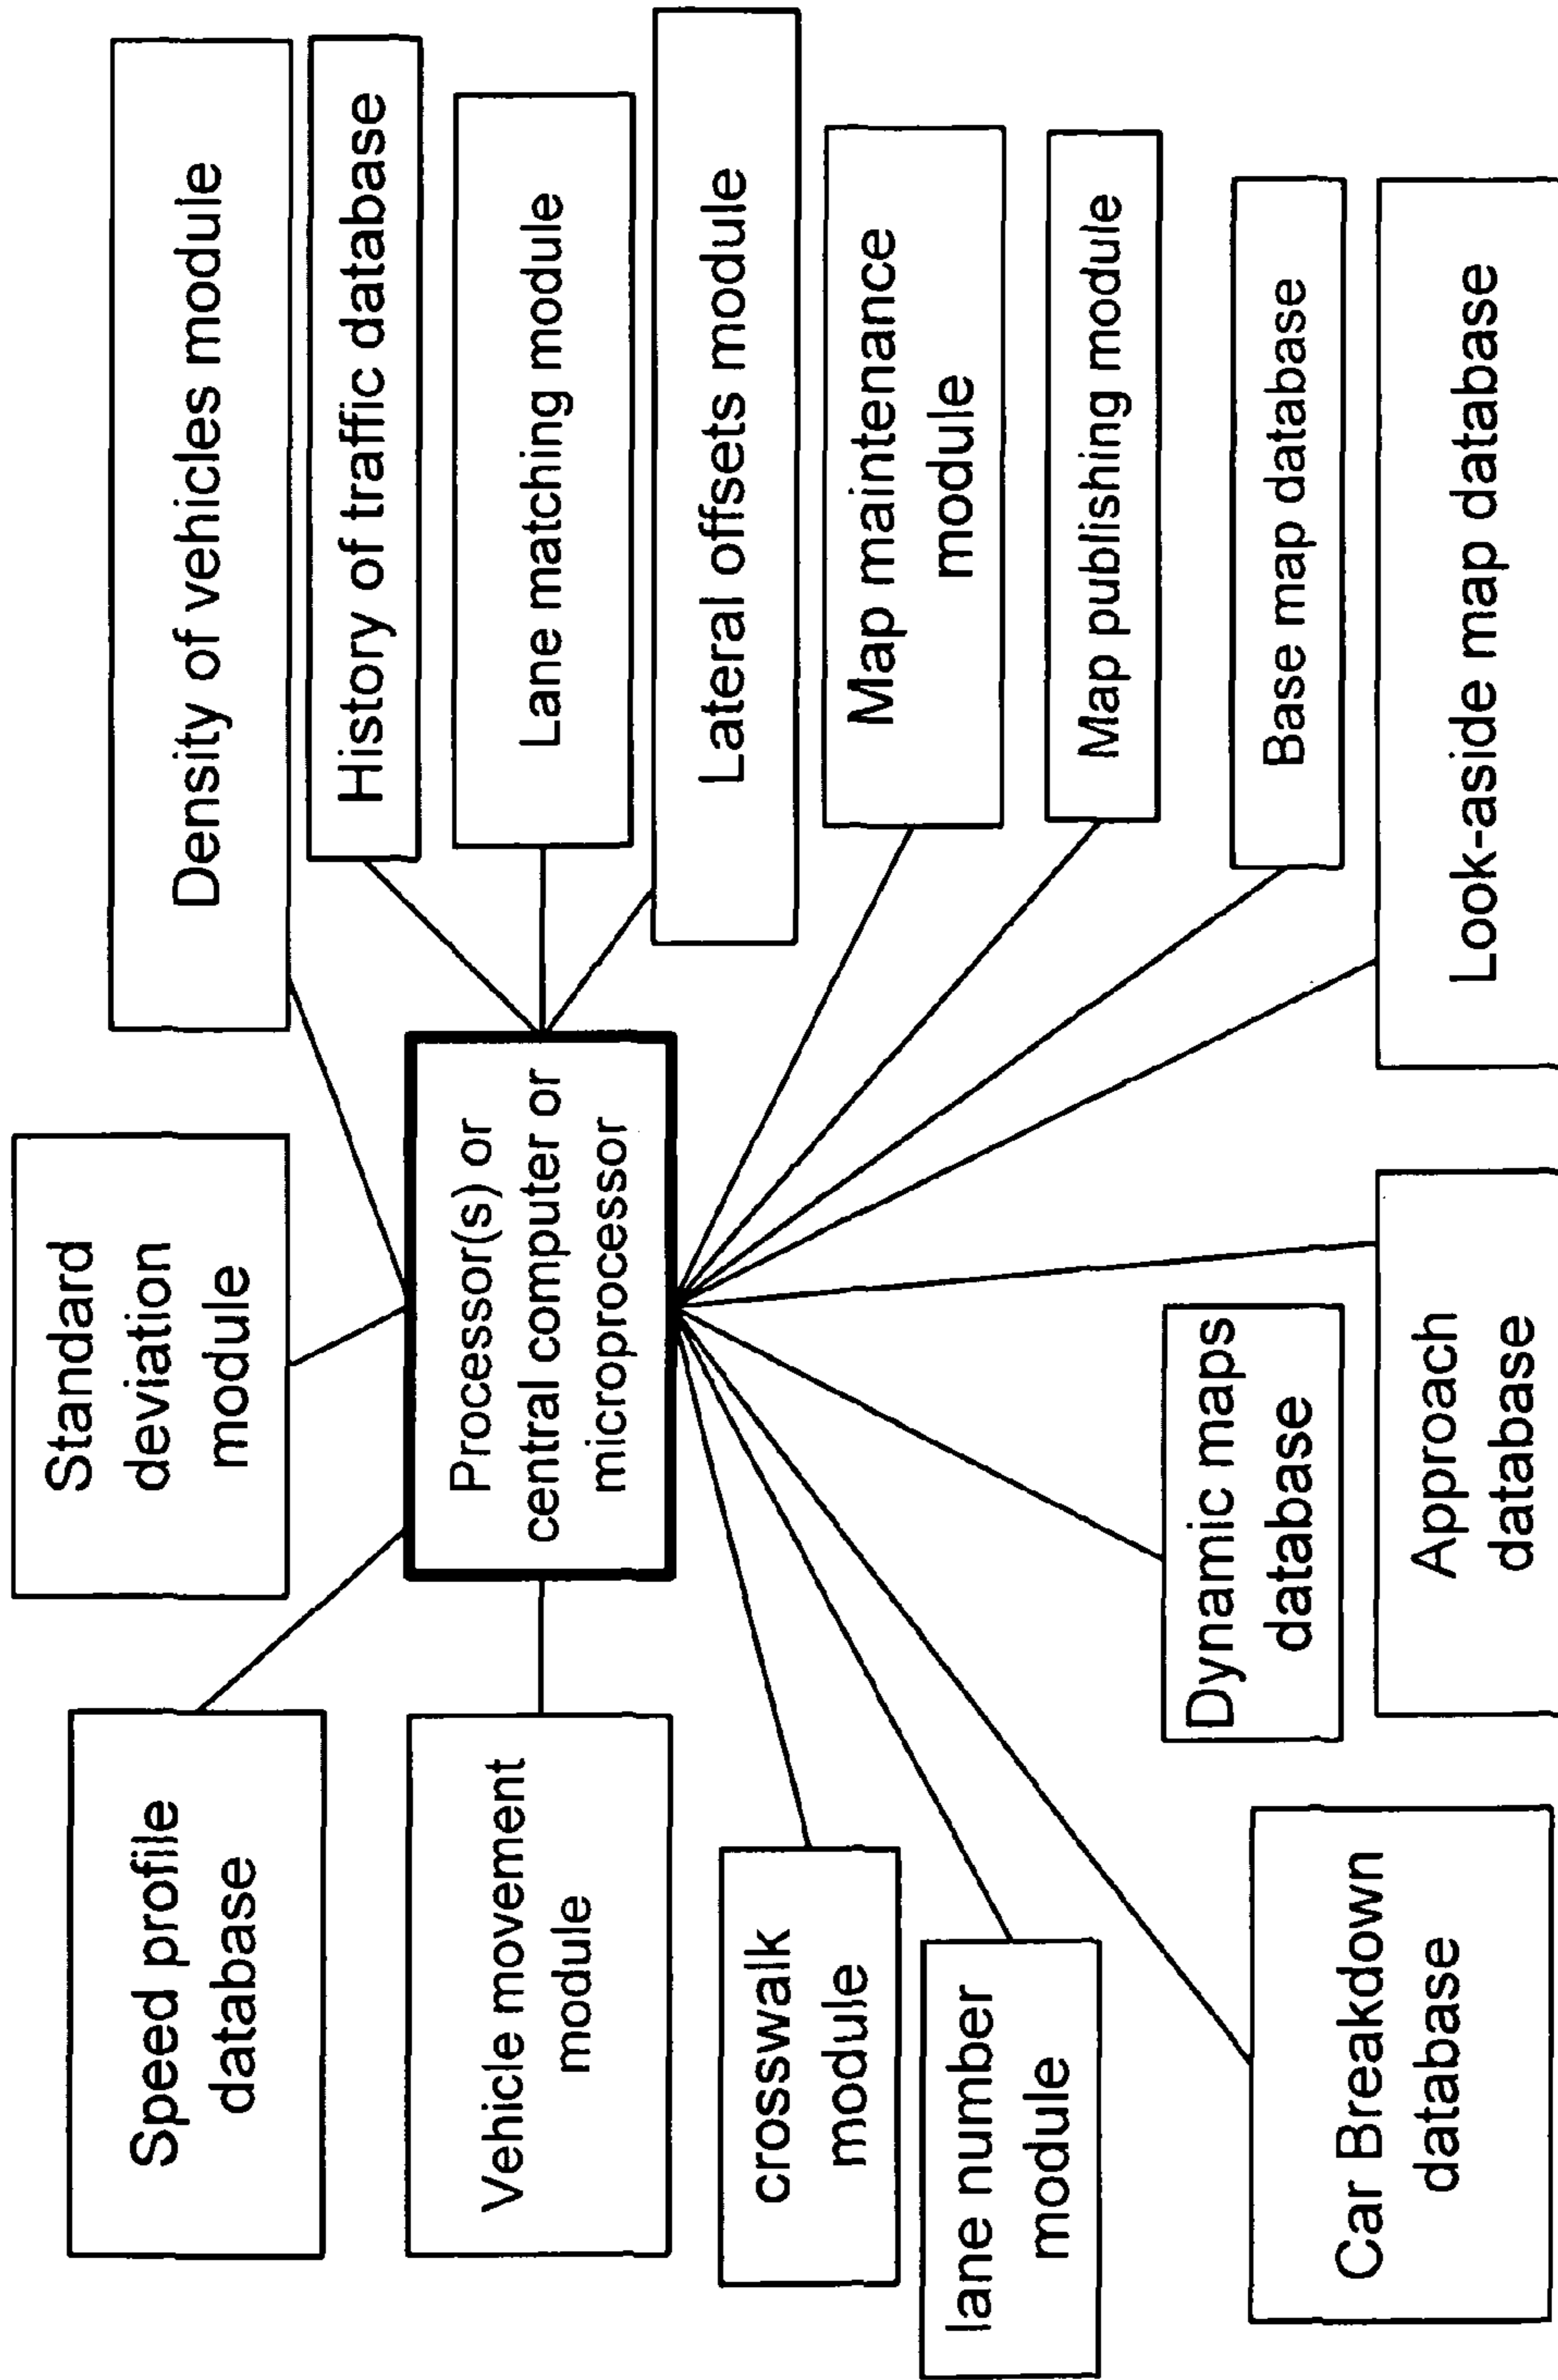 Speed profile
database
Standard
deviation
module
Density of vehicles module
History of traffic database
Vehicle movement
module
Processor(s) or
central computer or
microprocessor
Lane matching module
Lateral offsets module
crosswalk
module
Map maintenance
module
lane number
module
Map publishing module
Dynamic maps
database
Base map database
Car Breakdown
database
Approach
database
Look-aside map database